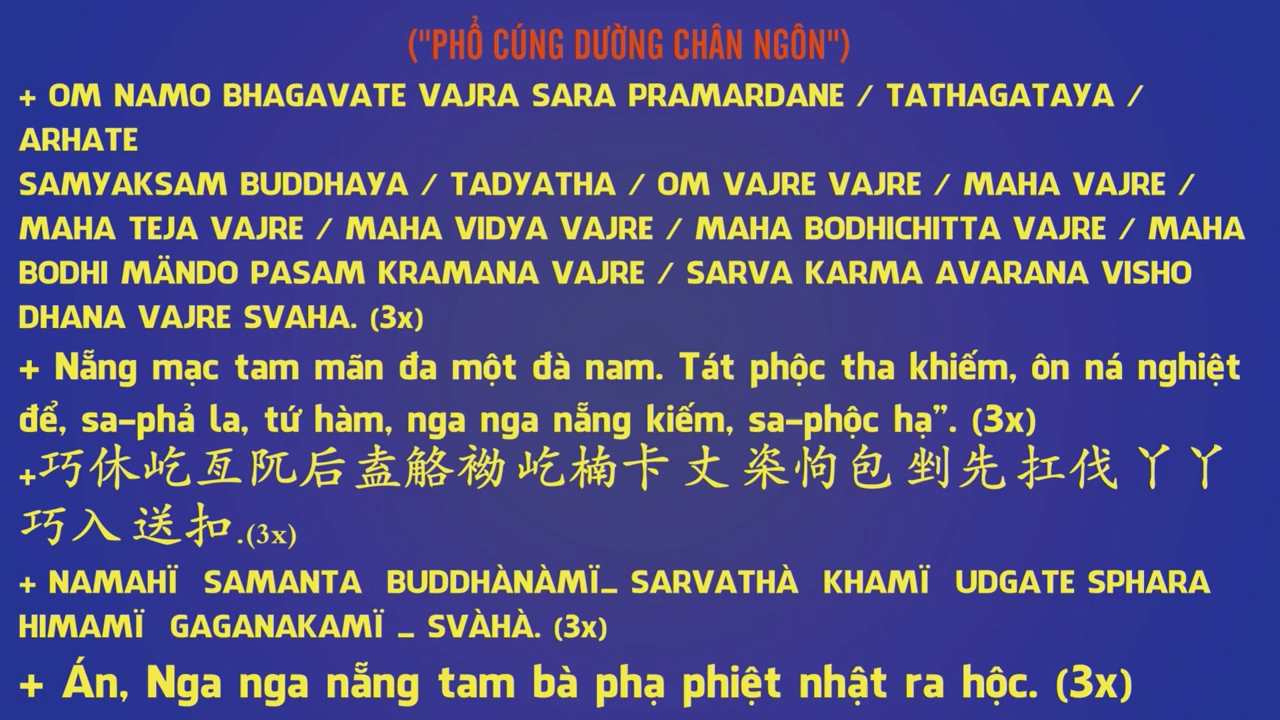 ("PHỔ CÚNG DƯỜNG CHÂN NGÔN")
+ OM NAMO BHAGAVATE VAJRA SARA PRAMARDANE / TATHAGATAYA /
ARHATE
SAMYAKSAM BUDDHAYA / TADYATHA / OM VAJRE VAJRE / MAHA VAJRE /
MAHA TEJA VAJRE / MAHA VIDYA VAJRE / MAHA BODHICHITTA VAJRE / MAHA
BODHI MÄNDO PASAM KRAMANA VAJRE / SARVA KARMA AVARANA VISHO
DHANA VAJRE SVAHA. (3x)
+ Nẵng mạc tam mãn đa một đà nam. Tát phộc tha khiếm, ôn ná nghiệt
để, sa-phả la, tứ hàm, nga nga nẵng kiếm, sa-phộc hạ”. (3x)
+巧休屹亙阢后盍觡袎屹楠卡丈袃怐包剉先扛伐丫丫
巧入送扣.(3x)
+ NAMAHÏ SAMANTA BUDDHÀNÀMÏ_ SARVATHÀ KHAMÏ UDGATE SPHARA
HIMAMÏ GAGANAKAMÏ _ SVÀHÀ. (3x)
+ Án, Nga nga nẵng tam bà phạ phiệt nhật ra hộc. (3x)